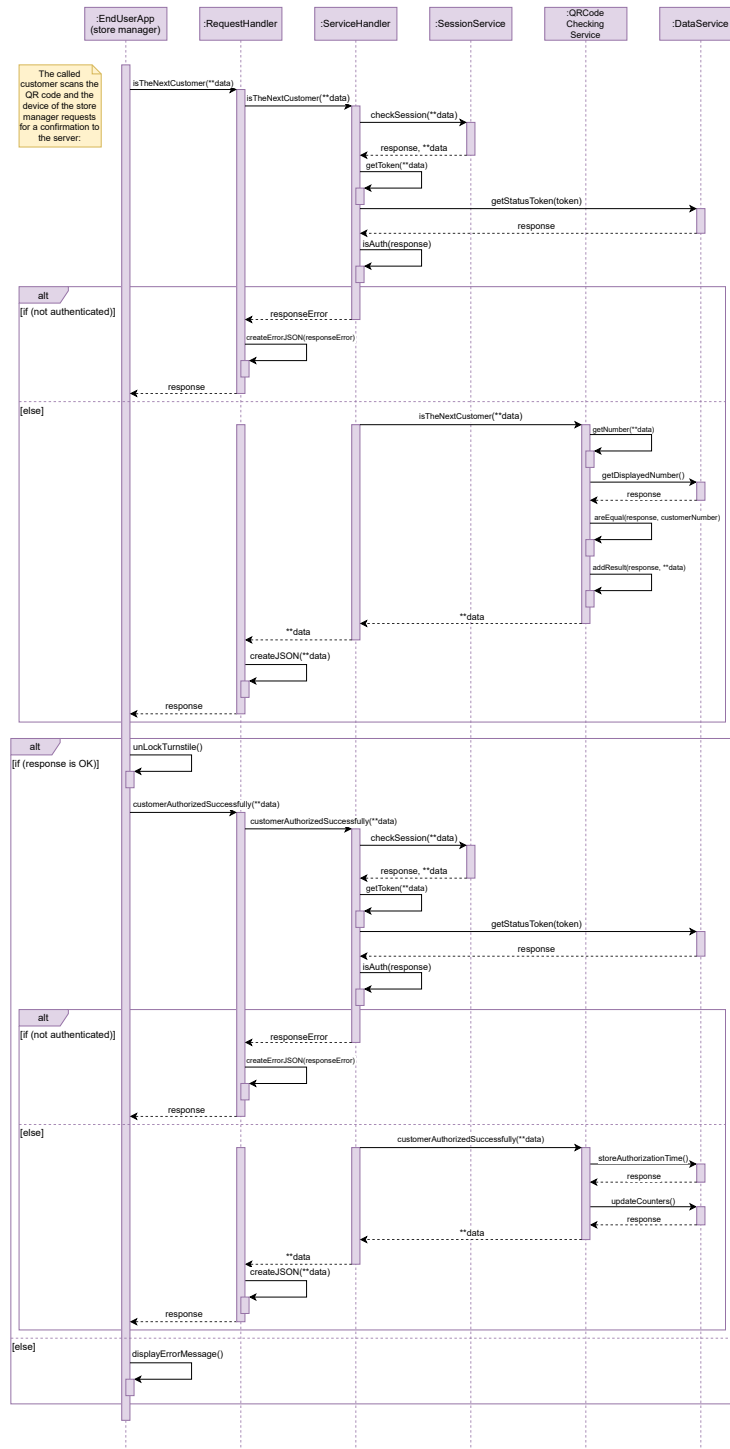 :EndUserApp
(store manager)
:RequestHandler
:ServiceHandler
:SessionService
:QRCode
Checking
Service
:DataService
The called
customer scans the
QR code and the
device of the store
manager requests
for a confirmation to
the server:
isTheNextCustomer(**data)
isTheNextCustomer(**data)
checkSession(**data)
response, **data
getToken(**data)
getStatusToken(token)
response
isAuth(response)
alt
[if (not authenticated)]
responseError
createErrorJSON(responseError)
response
[else]
isTheNextCustomer(**data)
getNumber(**data)
getDisplayedNumber()
response
areEqual(response, customerNumber)
addResult(response, **data)
**data
**data
createJSON(**data)
response
alt
unLockTurnstile()
[if (response is OK)]
customerAuthorizedSuccessfully(**data)
customerAuthorizedSuccessfully(**data)
checkSession(**data)
response, **data
getToken(**data)
getStatusToken(token)
response
isAuth(response)
alt
[if (not authenticated)]
responseError
createErrorJSON(responseError)
response
[else]
customerAuthorizedSuccessfully(**data)
storeAuthorizationTime()
response
updateCounters()
response
**data
**data
createJSON(**data)
response
[else]
displayErrorMessage()